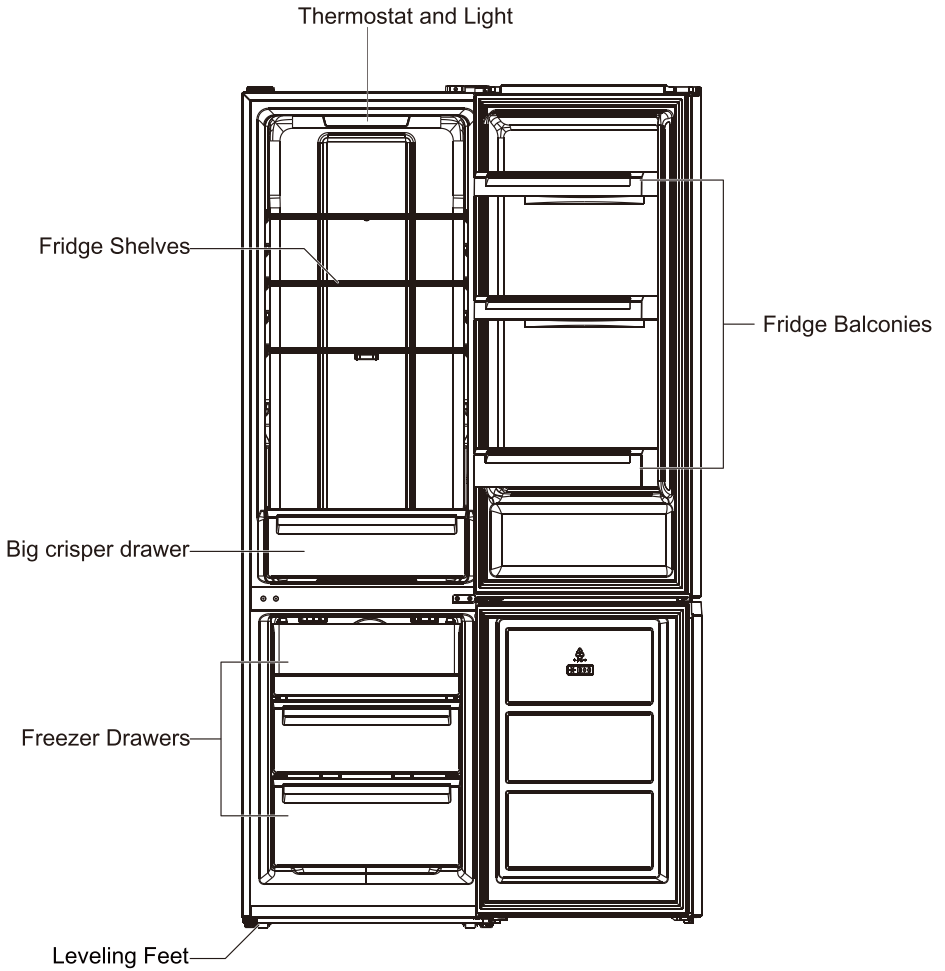 Thermostat and Light
Fridge Shelves
Fridge Balconies
Big crisper drawer
Freezer Drawers
Leveling Feet